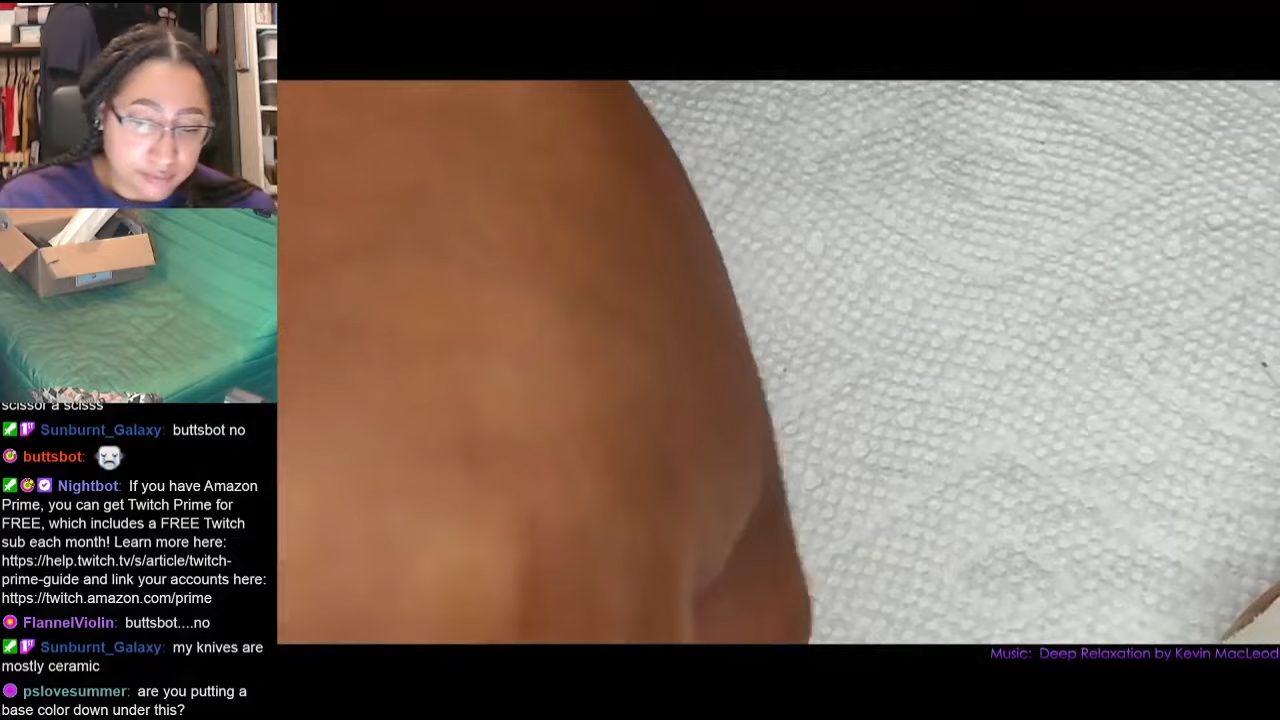 scissor a scisss
Sunburnt_Galaxy: buttsbot no
buttsbot:
Nightbot: If you have Amazon
Prime, you can get Twitch Prime for
FREE, which includes a FREE Twitch
sub each month! Learn more here:
https://help.twitch.tv/s/article/twitch-
prime-guide and link your accounts here:
https://twitch.amazon.com/prime
FlannelViolin: buttsbot....no
Sunburnt_Galaxy: my knives are
mostly ceramic
pslovesummer: are you putting a
base color down under this?
Music: Deep Relaxation by Kevin MacLeod